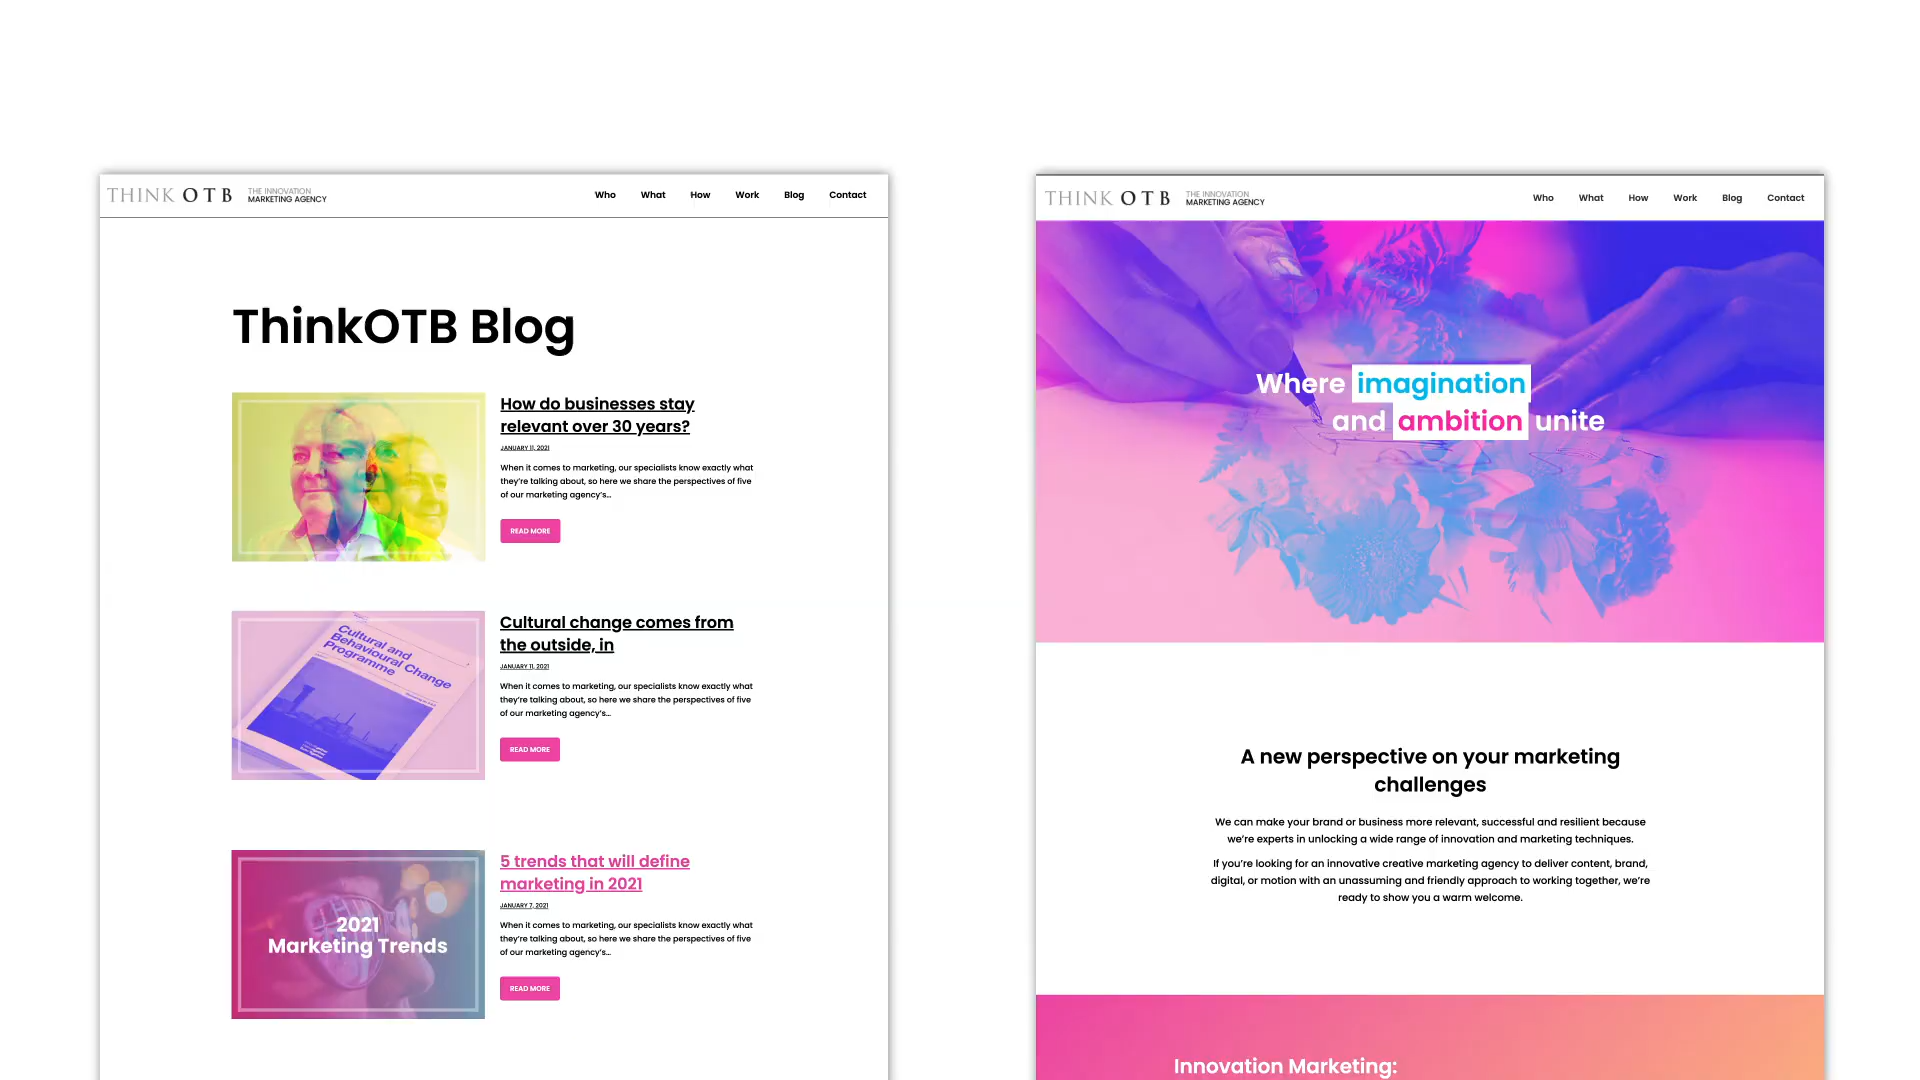 THINK OTB THE INNOVATION
MARKETING AGENCY
Who What How Work Blog Contact
ThinkOTB Blog
How do businesses stay
relevant over 30 years?
JANUARY 11, 2021
When it comes to marketing, our specialists know exactly what
they're talking about, so here we share the perspectives of five
of our marketing agency's...
READ MORE
Cultural and
Behavioural Change
Programme
Cultural change comes from
the outside, in
JANUARY 11, 2021
When it comes to marketing, our specialists know exactly what
they're talking about, so here we share the perspectives of five
of our marketing agency's...
READ MORE
2021
Marketing Trends
5 trends that will define
marketing in 2021
JANUARY 7, 2021
When it comes to marketing, our specialists know exactly what
they're talking about, so here we share the perspectives of five
of our marketing agency's...
READ MORE
THINK OTB THE INNOVATION
MARKETING AGENCY
Who What How Work Blog Contact
Where imagination
and ambition unite
A new perspective on your marketing
challenges
We can make your brand or business more relevant, successful and resilient because
we're experts in unlocking a wide range of innovation and marketing techniques.
If you're looking for an innovative creative marketing agency to deliver content, brand,
digital, or motion with an unassuming and friendly approach to working together, we're
ready to show you a warm welcome.
Innovation Marketing: